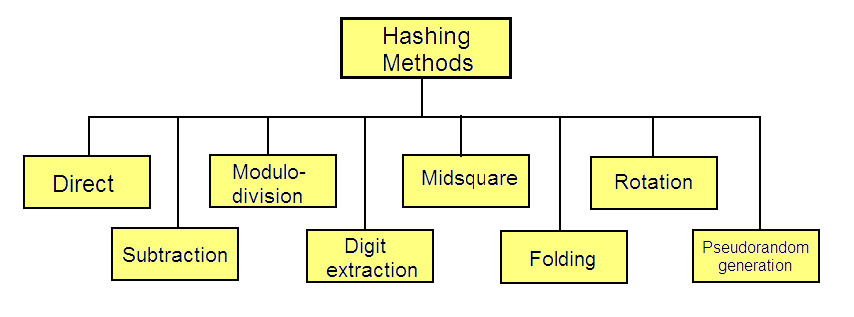 Hashing
Methods
Direct
Modulo-
division
Midsquare
Rotation
Subtraction
Digit
extraction
Folding
Pseudorandom
generation